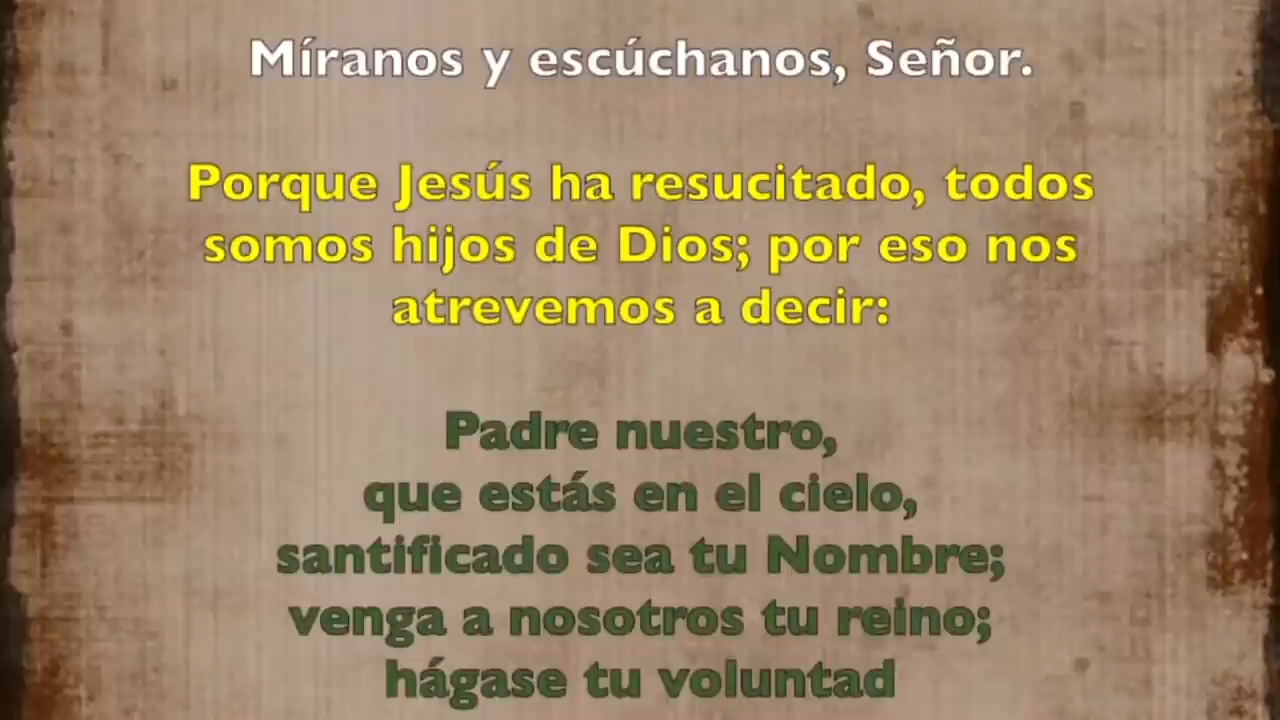 Míranos y escúchanos, Señor.
Porque Jesús ha resucitado, todos
somos hijos de Dios; por eso nos
atrevemos a decir:
Padre nuestro,
que estás en el cielo,
santificado sea tu Nombre;
venga a nosotros tu reino;
hágase tu voluntad